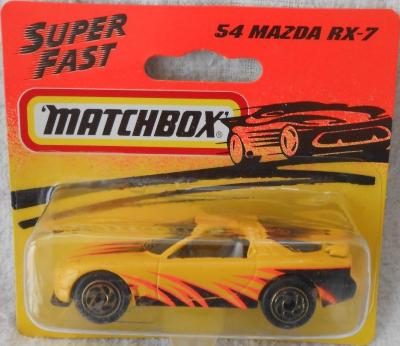 SUPER FAST
54 MAZDA RX-7
"MATCHBOX"®